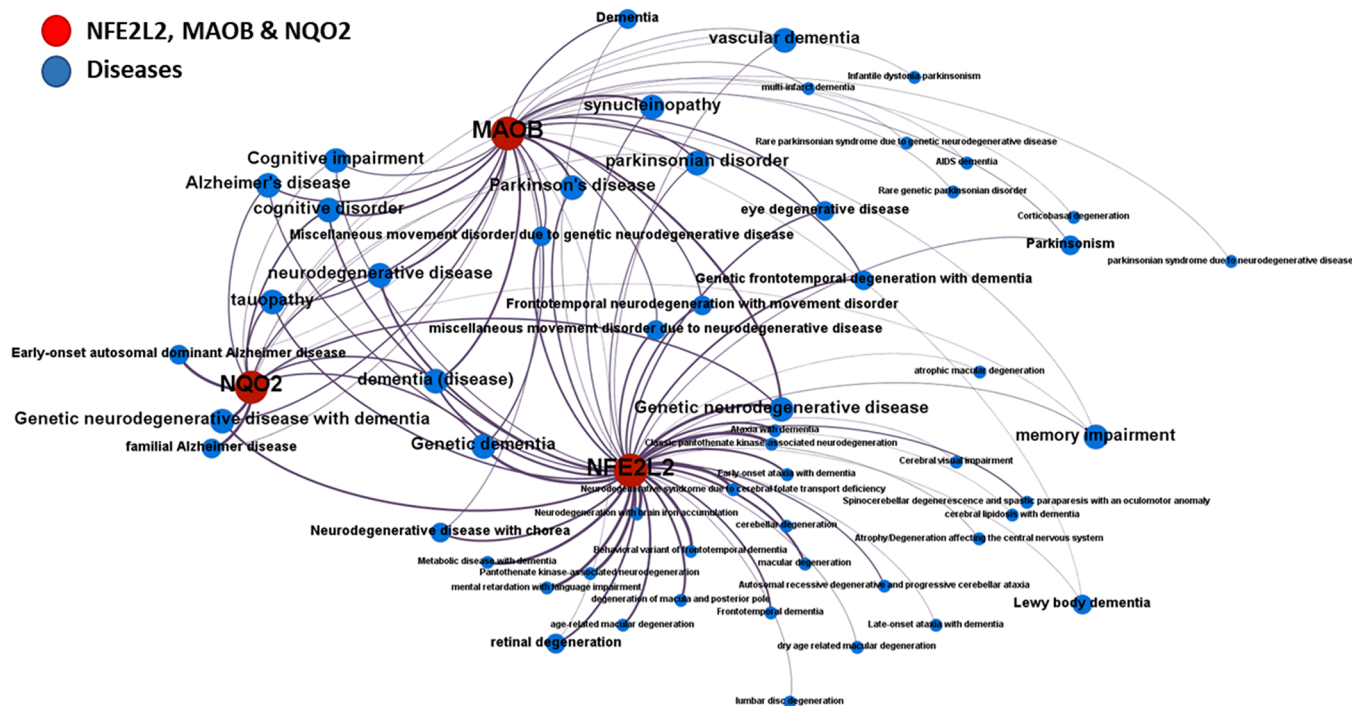 NFE2L2, MAOB & NQO2
Diseases
Dementia
vascular dementia
Infantile dystonia-parkinsonism
multi-infarct dementia
synucleinopathy
MAOB
Rare parkinsonian syndrome due to genetic neurodegenerative disease
Cognitive impairment
parkinsonian disorder
AIDS dementia
Alzheimer's disease
Parkinson's disease
Rare genetic parkinsonian disorder
cognitive disorder
eye degenerative disease
Corticobasal degeneration
Miscellaneous movement disorder due to genetic neurodegenerative disease
Parkinsonism
parkinsonian syndrome due to neurodegenerative disease
neurodegenerative disease
Genetic frontotemporal degeneration with dementia
tauopathy
Frontotemporal neurodegeneration with movement disorder
miscellaneous movement disorder due to neurodegenerative disease
Early-onset autosomal dominant Alzheimer disease
atrophic macular degeneration
NQO2
dementia (disease)
Genetic neurodegenerative disease
Genetic neurodegenerative disease with dementia
Ataxia with dementia
memory impairment
familial Alzheimer disease
Genetic dementia
Classic pantothenate kinase-associated neurodegeneration
Cerebral visual impairment
NFE2L2
Early-onset ataxia with dementia
Neurodegenerative syndrome due to cerebral folate transport deficiency
Spinocerebellar degenerescence and spastic paraparesis with an oculomotor anomaly
Neurodegeneration with brain iron accumulation
cerebral lipidosis with dementia
cerebellar degeneration
Neurodegenerative disease with chorea
Atrophy/Degeneration affecting the central nervous system
Behavioral variant of frontotemporal dementia
Metabolic disease with dementia
macular degeneration
Pantothenate kinase-associated neurodegeneration
mental retardation with language impairment
Autosomal recessive degenerative and progressive cerebellar ataxia
degeneration of macula and posterior pole
Lewy body dementia
Frontotemporal dementia
age-related macular degeneration
Late-onset ataxia with dementia
retinal degeneration
dry age related macular degeneration
lumbar disc degeneration